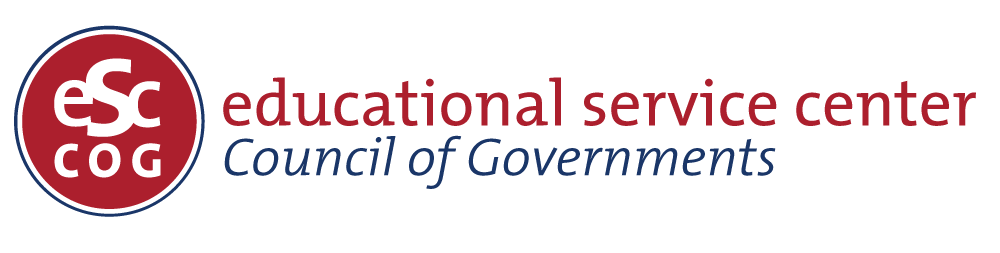 eSc
COG
educational service center
Council of Governments